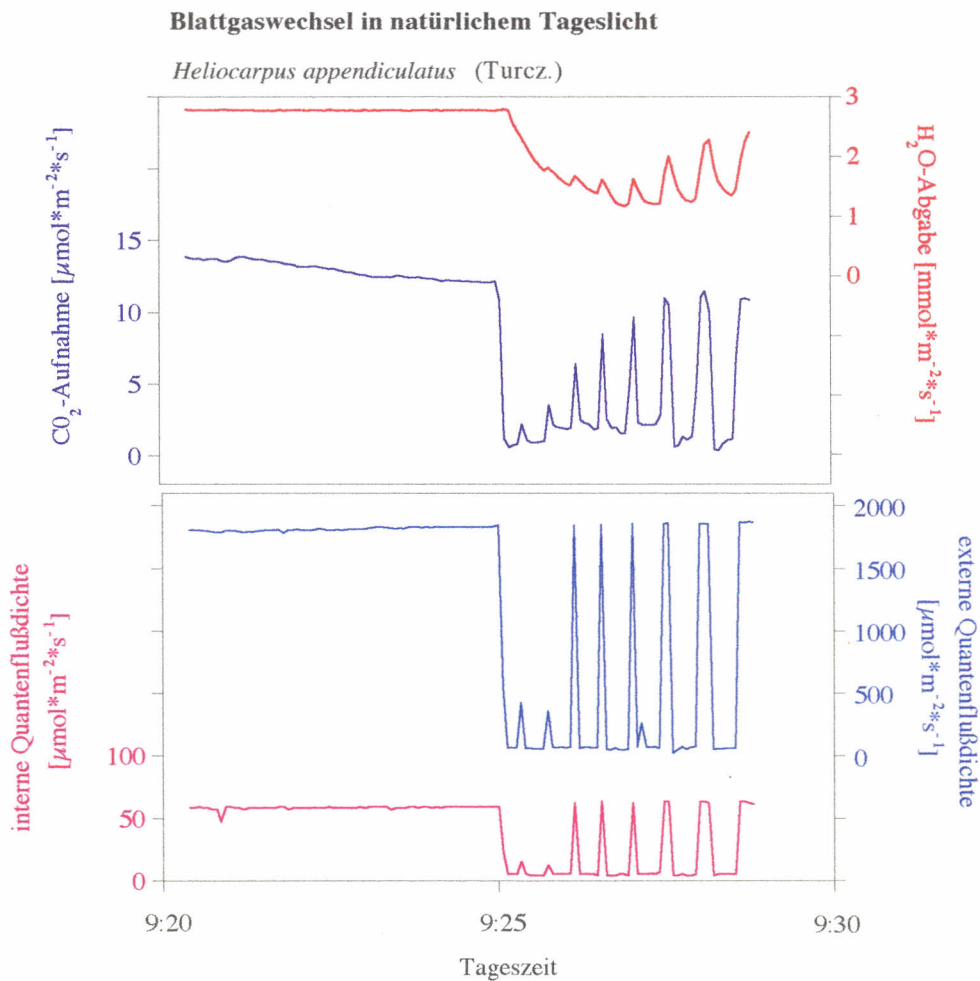 Blattgaswechsel in natürlichem Tageslicht
Heliocarpus appendiculatus (Turcz.)
CO₂-Aufnahme [µmol*m⁻²*s⁻¹]
15
10
5
0
H₂O-Abgabe [mmol*m⁻²*s⁻¹]
3
2
1
0
interne Quantenflußdichte
[µmol*m⁻²*s⁻¹]
100
50
0
externe Quantenflußdichte
[µmol*m⁻²*s⁻¹]
2000
1500
1000
500
0
9:20
9:25
9:30
Tageszeit